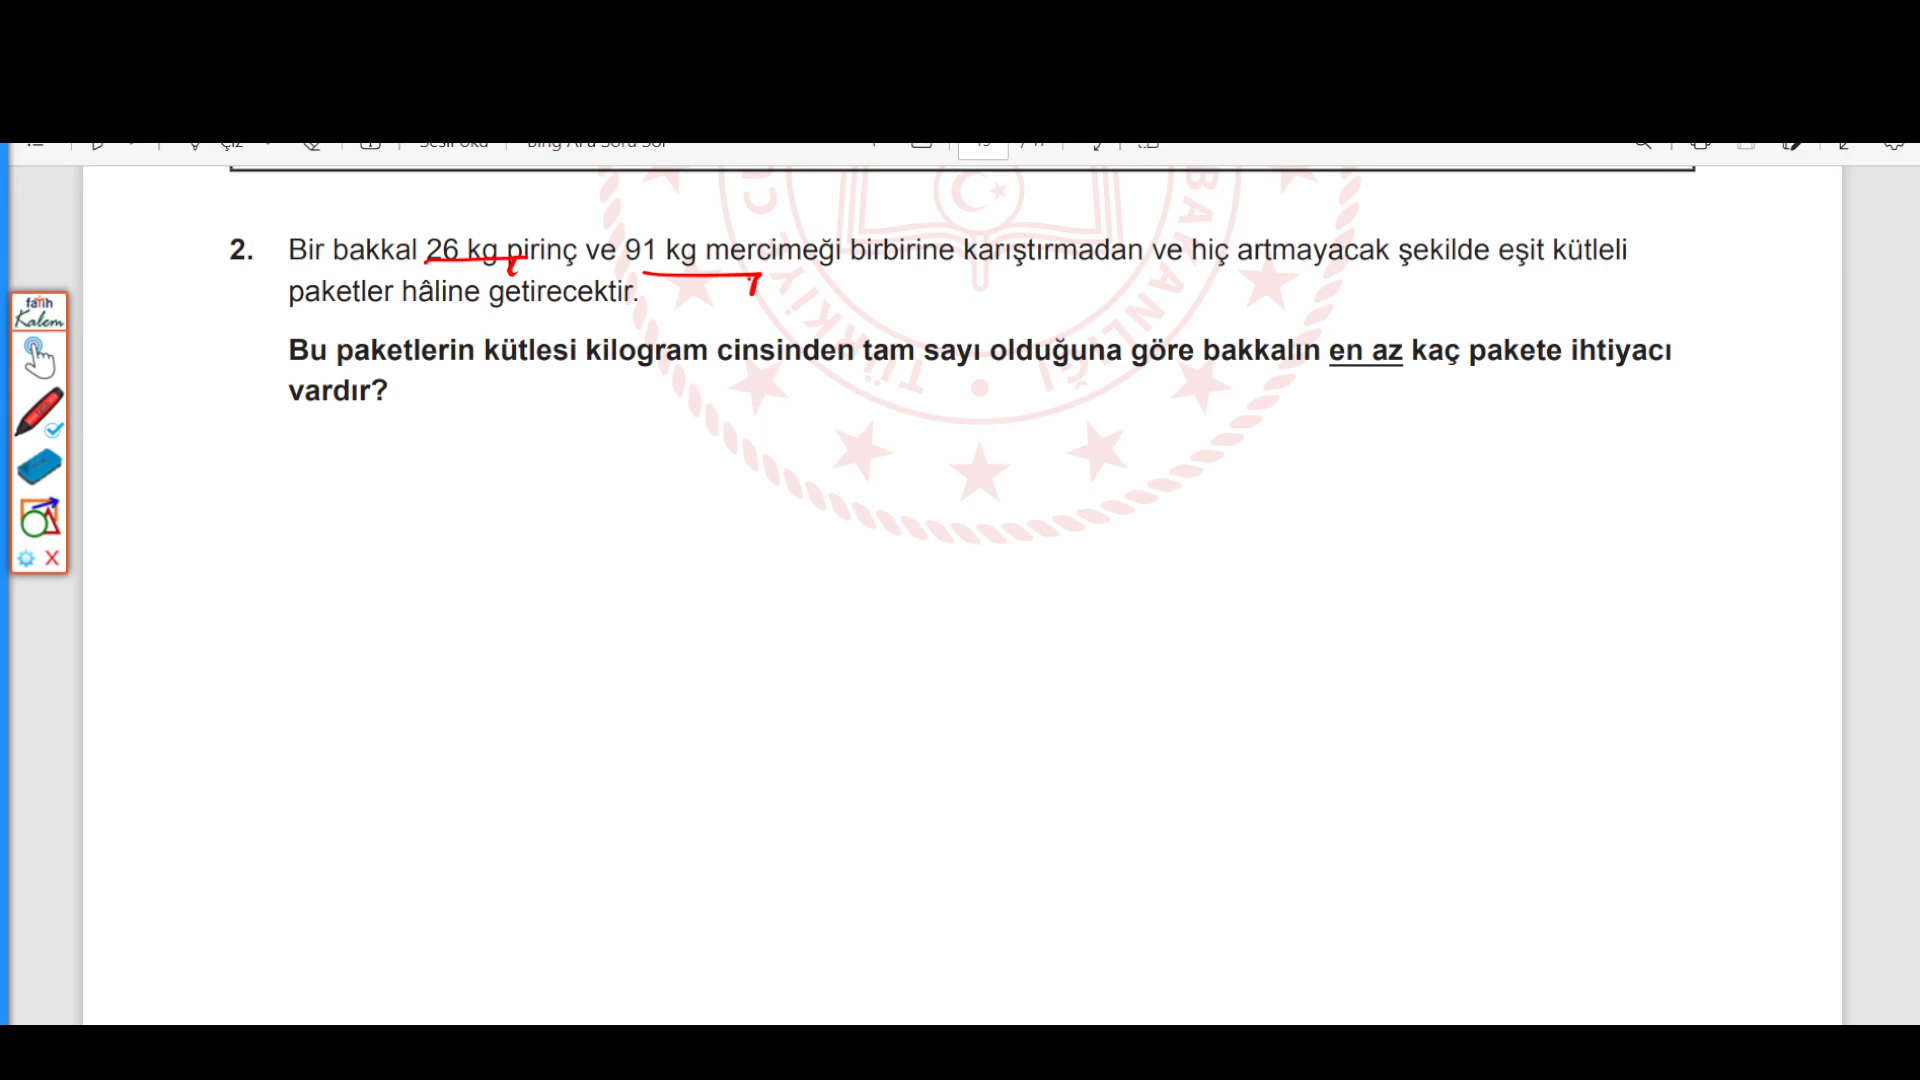 2. Bir bakkal 26 kg pirinç ve 91 kg mercimeği birbirine karıştırmadan ve hiç artmayacak şekilde eşit kütleli
paketler hâline getirecektir.
Bu paketlerin kütlesi kilogram cinsinden tam sayı olduğuna göre bakkalın en az kaç pakete ihtiyacı
vardır?
fatih
Kalem